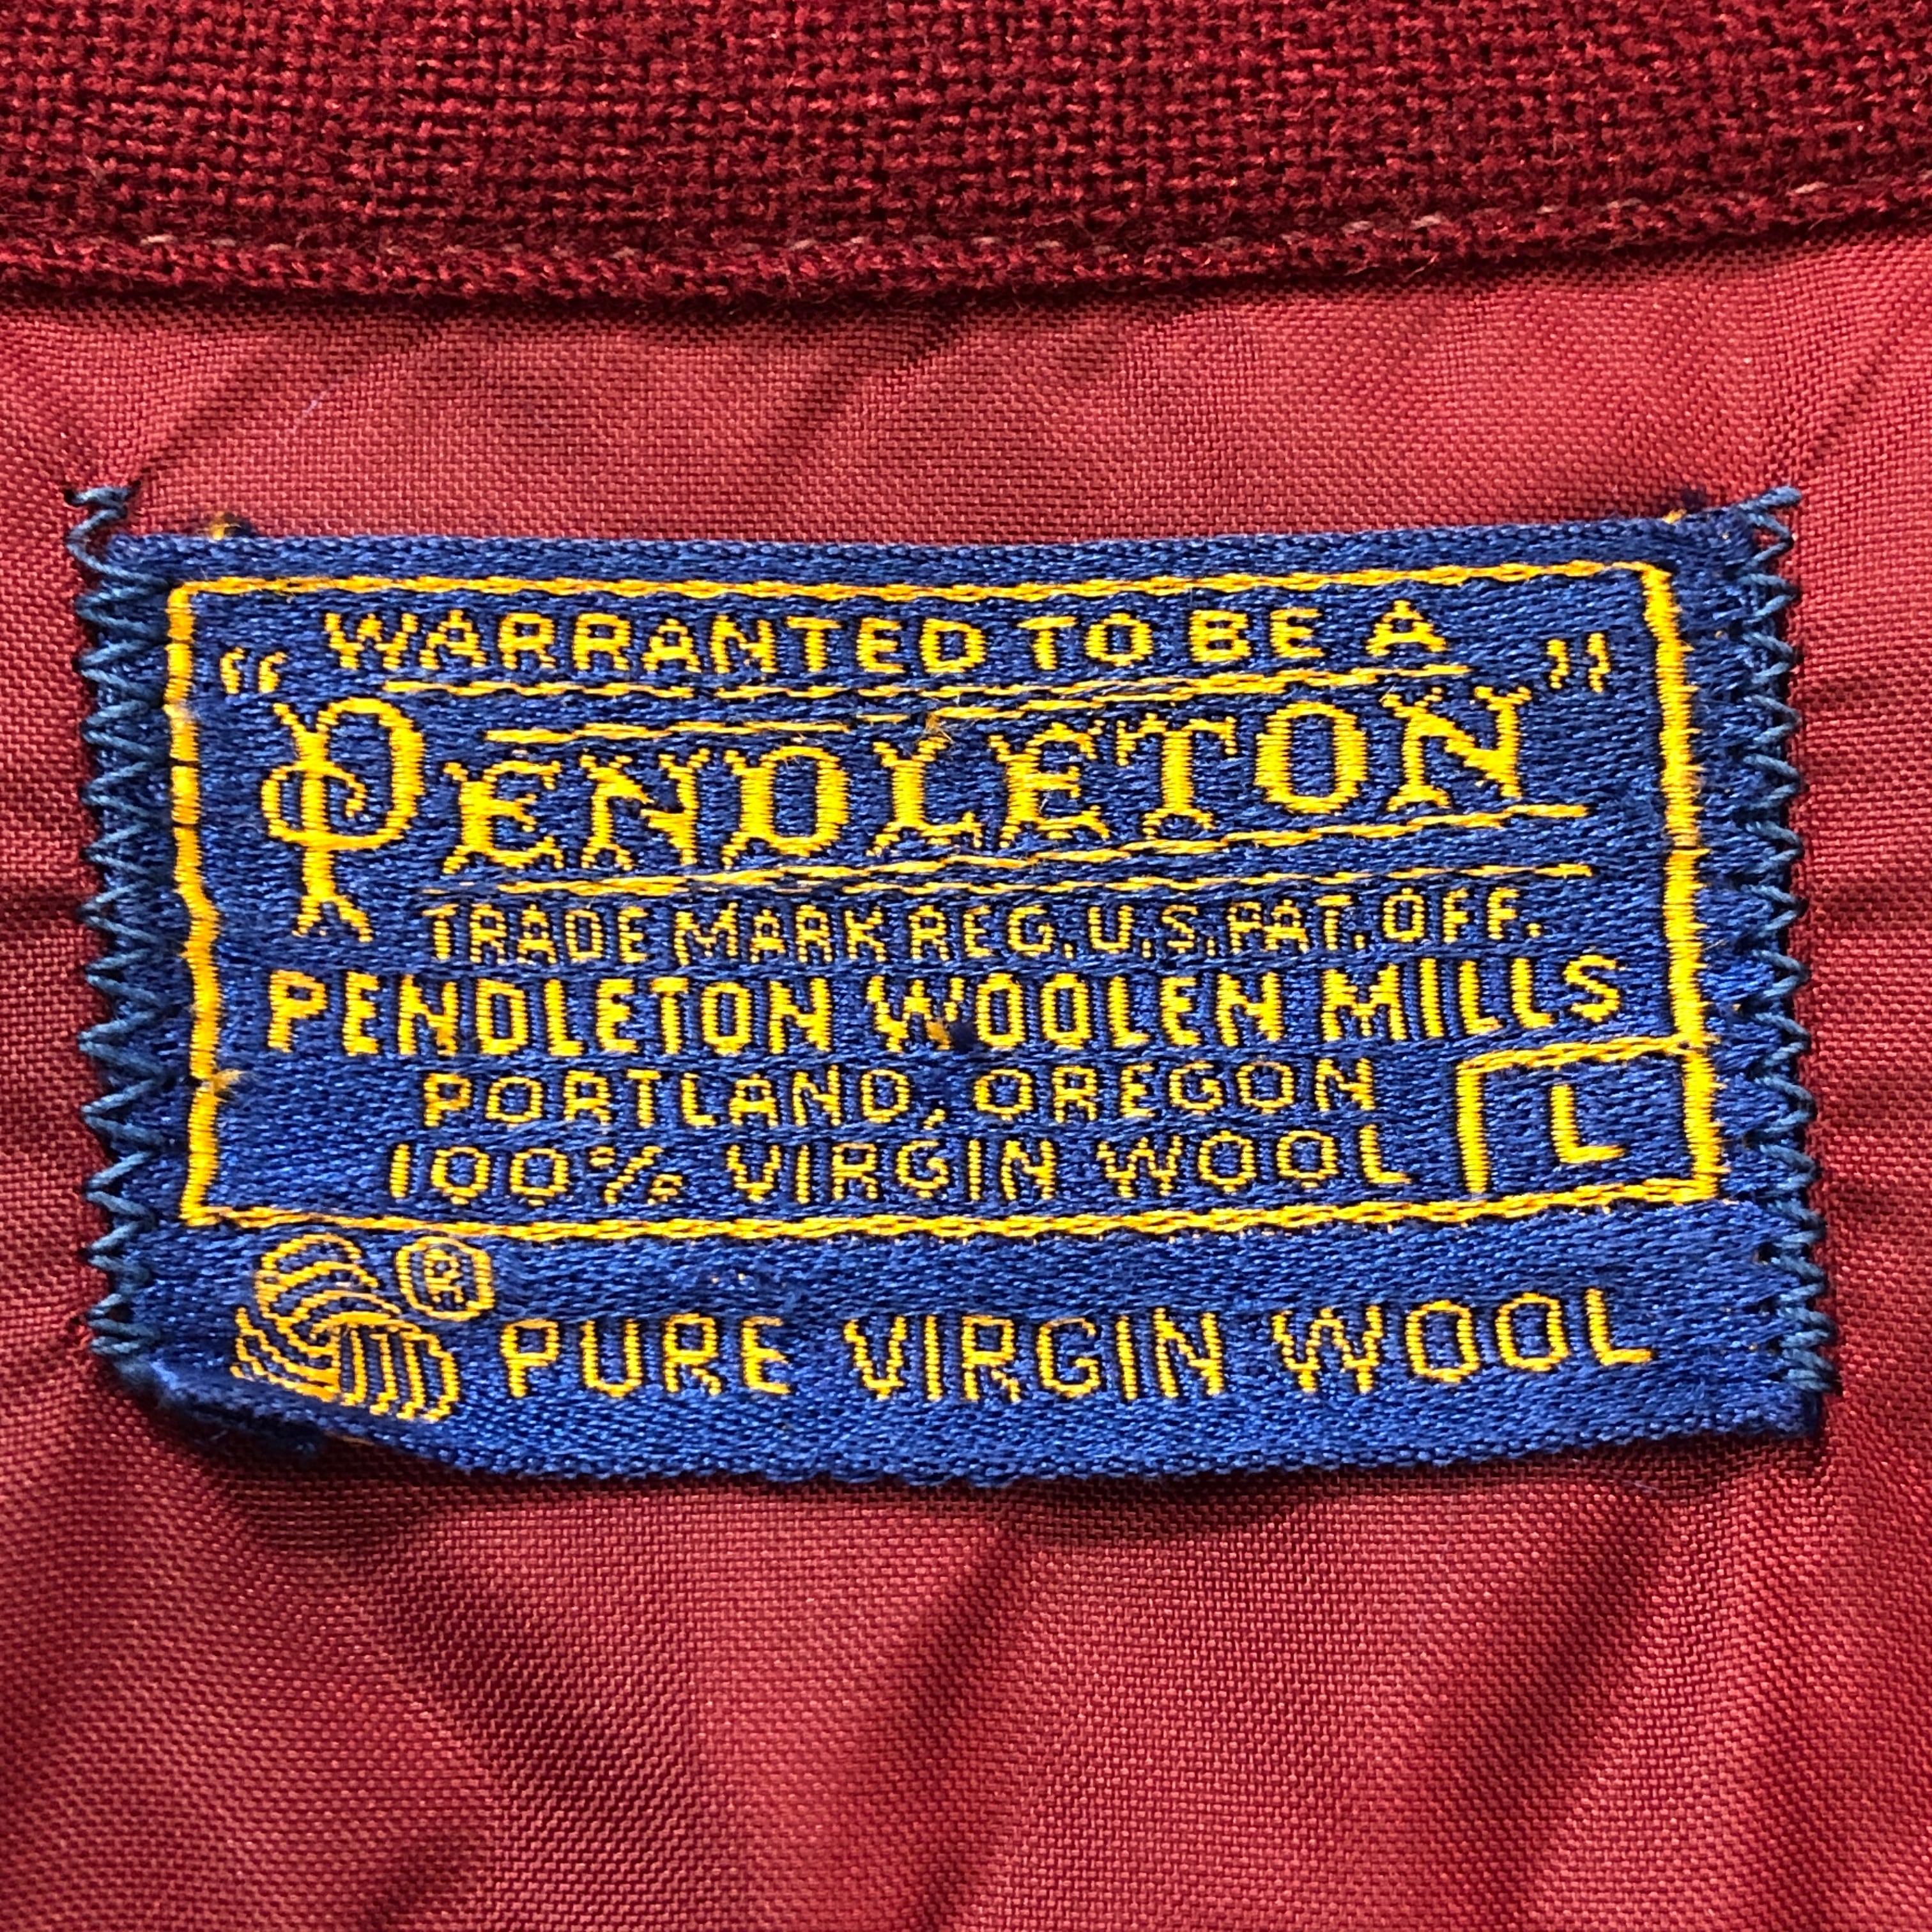 WARRANTED TO BE A
"PENDLETON"
TRADE MARK REG. U.S. PAT. OFF.
PENDLETON WOOLEN MILLS
PORTLAND, OREGON
100% VIRGIN WOOL
L
® PURE VIRGIN WOOL